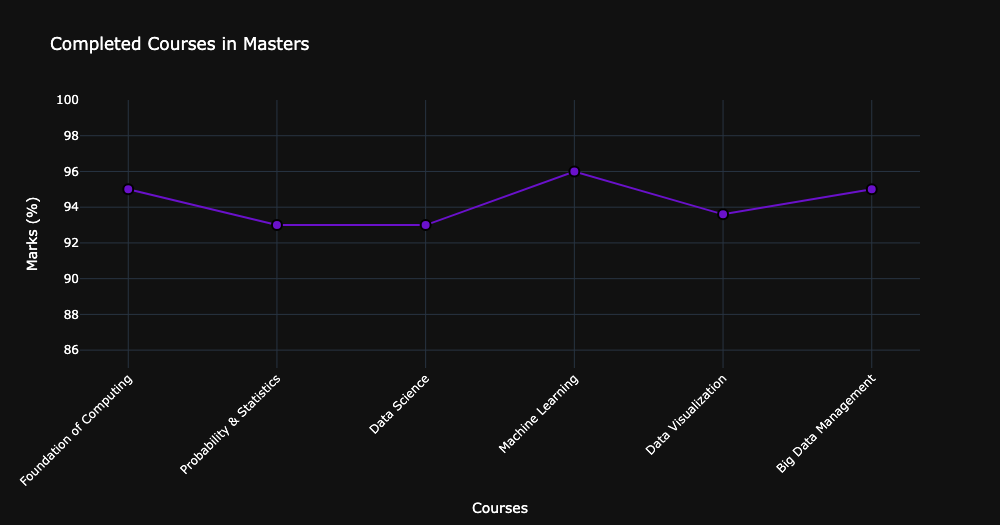 Completed Courses in Masters
100
98
96
94
92
90
88
86
Marks (%)
Foundation of Computing
Probability & Statistics
Data Science
Machine Learning
Data Visualization
Big Data Management
Courses